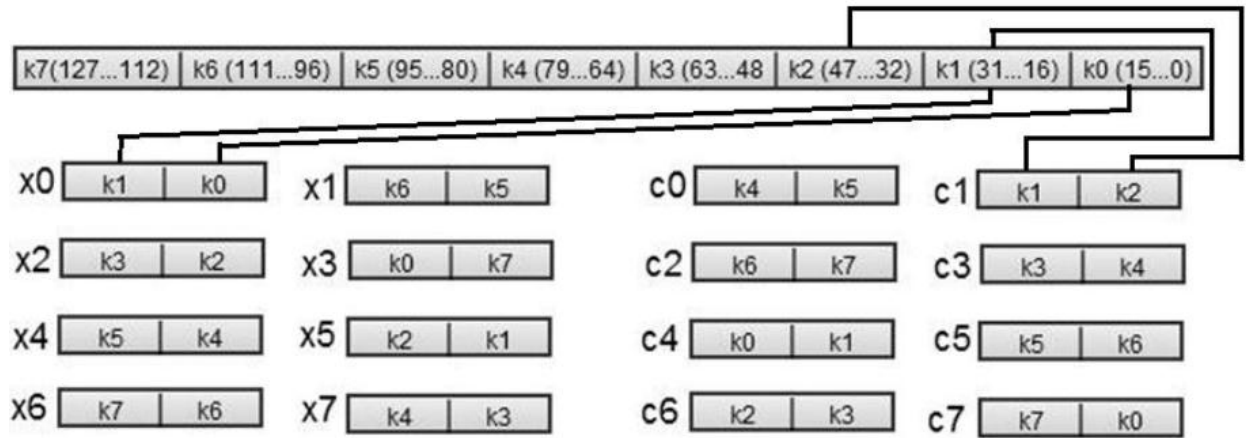 k7(127...112) k6 (111...96) k5 (95...80) k4 (79...64) k3 (63...48 k2 (47...32) k1 (31...16) k0 (15...0)
x0 k1 k0 x1 k6 k5 c0 k4 k5 c1 k1 k2
x2 k3 k2 x3 k0 k7 c2 k6 k7 c3 k3 k4
x4 k5 k4 x5 k2 k1 c4 k0 k1 c5 k5 k6
x6 k7 k6 x7 k4 k3 c6 k2 k3 c7 k7 k0